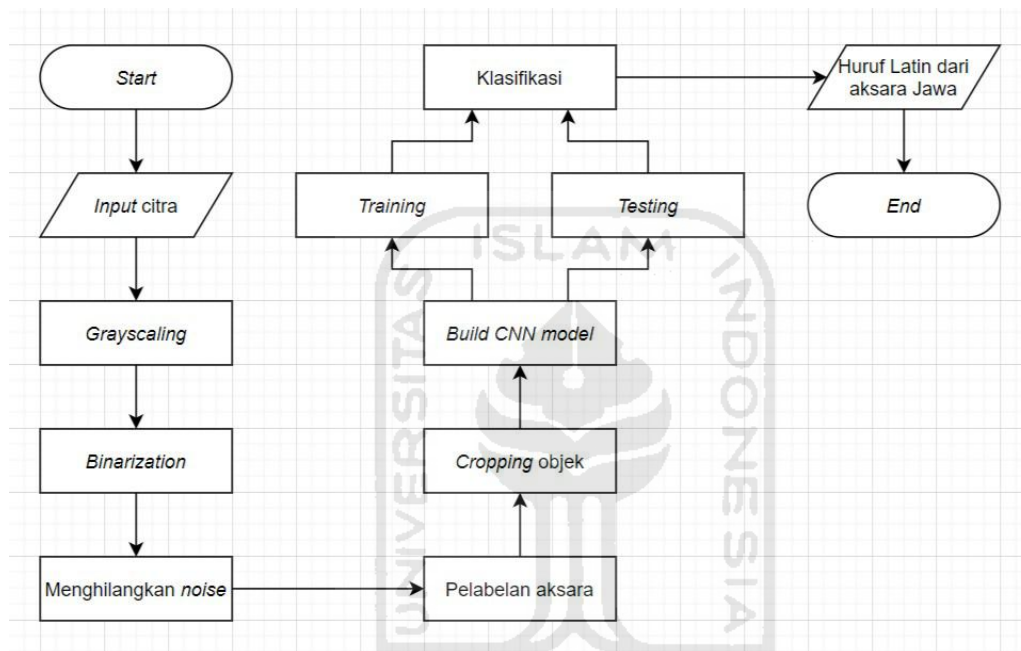 Start
Input citra
Grayscaling
Binarization
Menghilangkan noise
Pelabelan aksara
Cropping objek
Build CNN model
Training
Testing
Klasifikasi
Huruf Latin dari
aksara Jawa
End
UNIVERSITAS
ISLAM
INDONESIA